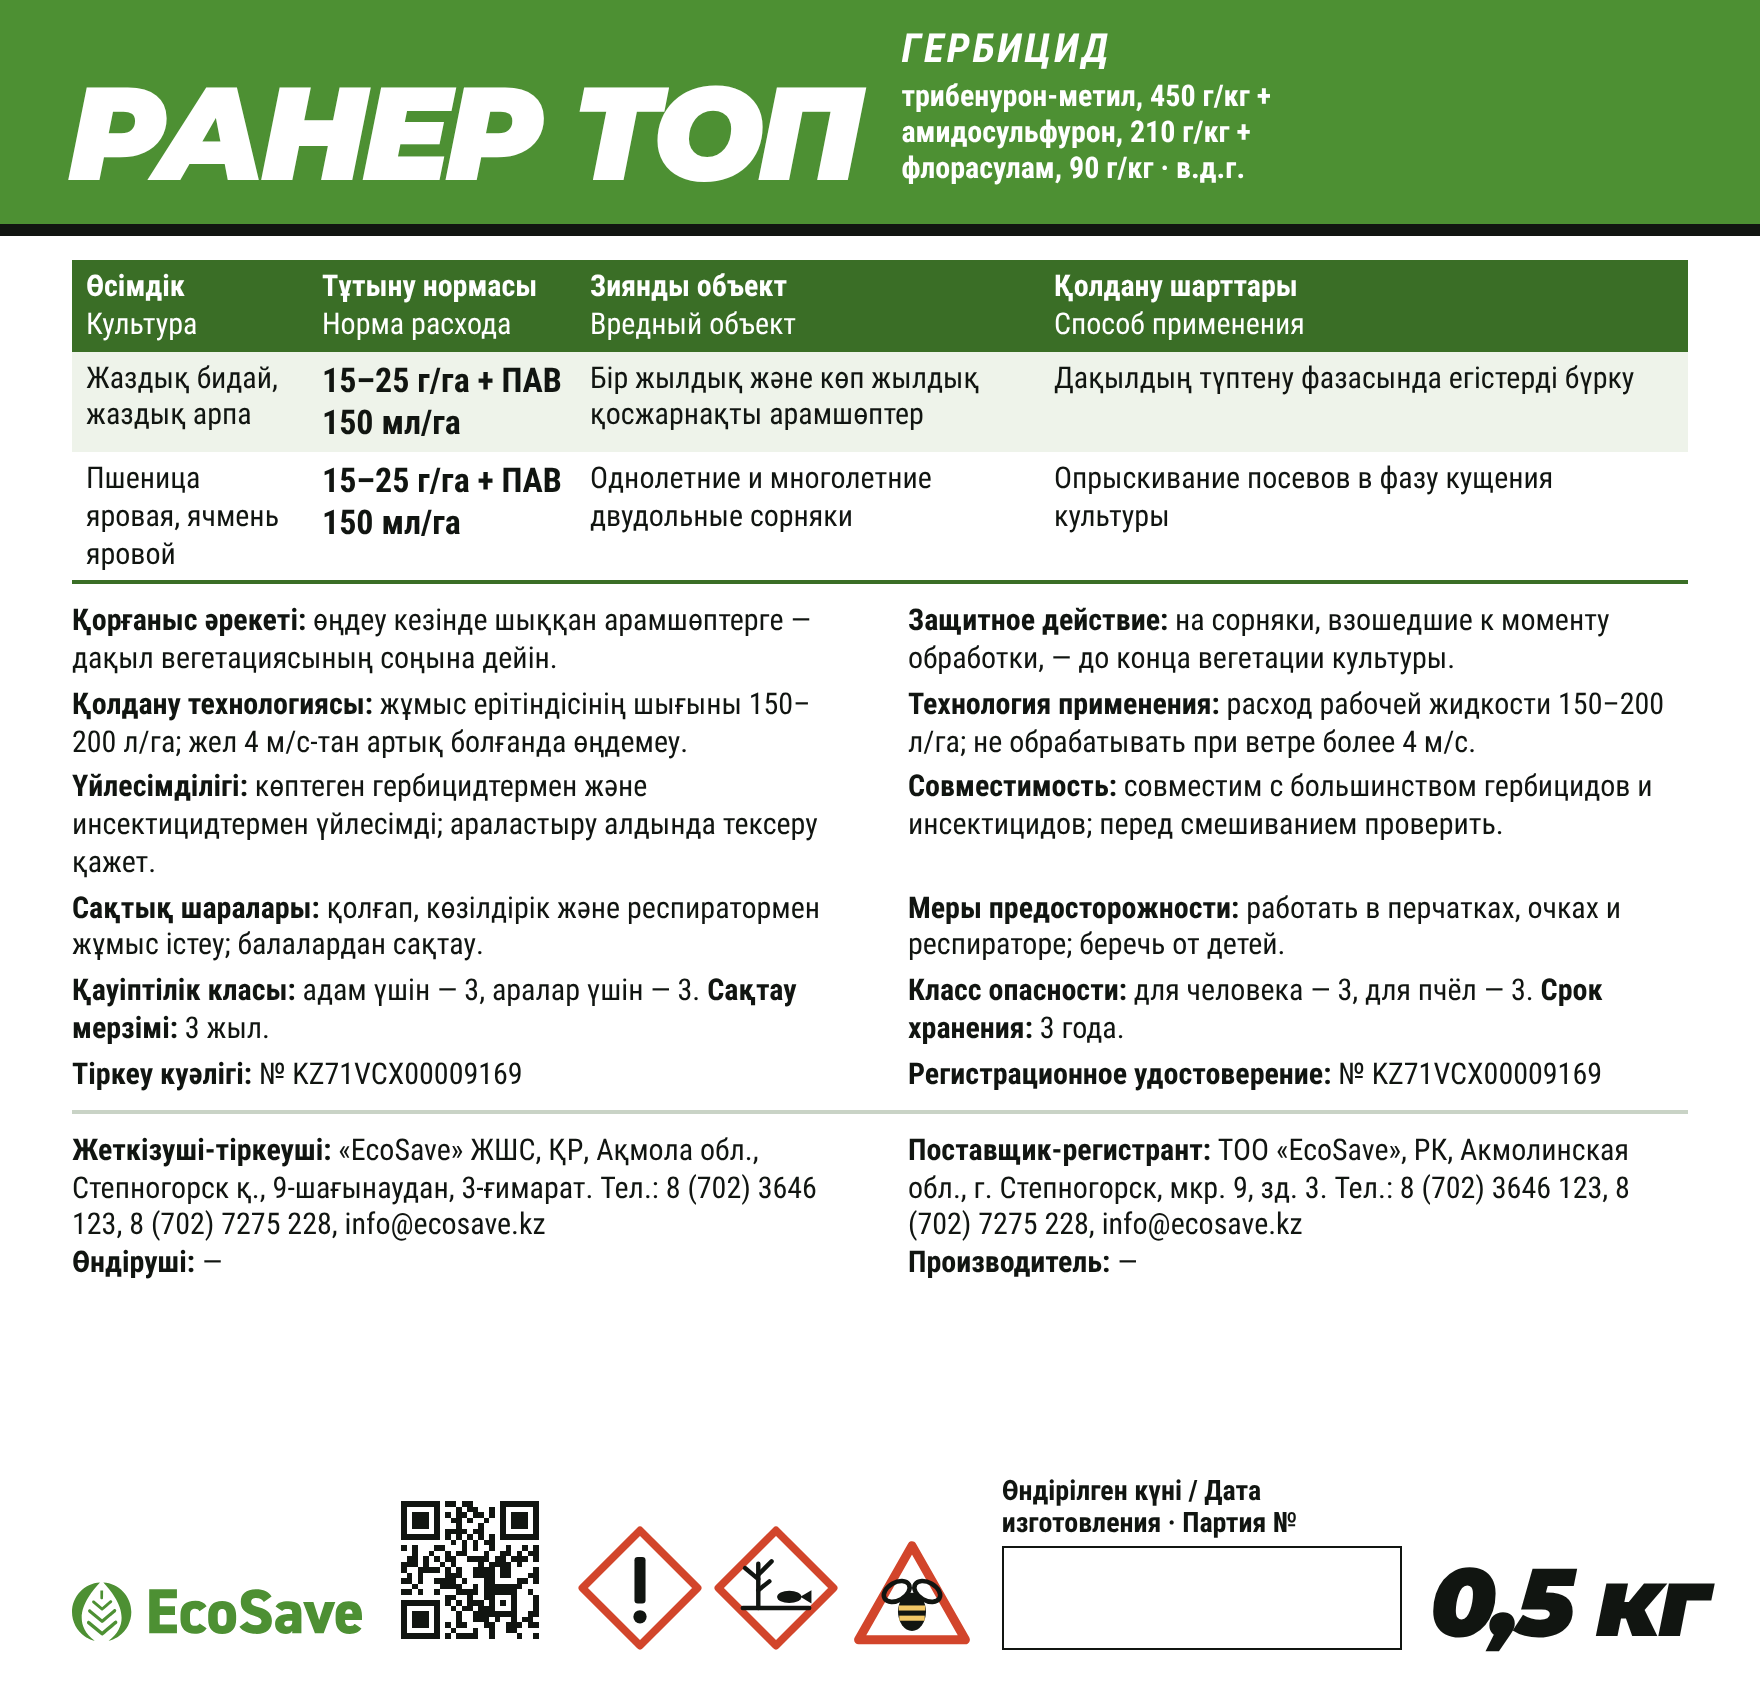 РАНЕР ТОП
ГЕРБИЦИД
трибенурон-метил, 450 г/кг +
амидосульфурон, 210 г/кг +
флорасулам, 90 г/кг · в.д.г.
Өсімдік
Культура
Тұтыну нормасы
Норма расхода
Зиянды объект
Вредный объект
Қолдану шарттары
Способ применения
Жаздық бидай,
жаздық арпа
15–25 г/га + ПАВ
150 мл/га
Бір жылдық және көп жылдық
қосжарнақты арамшөптер
Дақылдың түптену фазасында егістерді бүрку
Пшеница
яровая, ячмень
яровой
15–25 г/га + ПАВ
150 мл/га
Однолетние и многолетние
двудольные сорняки
Опрыскивание посевов в фазу кущения
культуры
Қорғаныс әрекеті: өңдеу кезінде шыққан арамшөптерге —
дақыл вегетациясының соңына дейін.
Қолдану технологиясы: жұмыс ерітіндісінің шығыны 150–
200 л/га; жел 4 м/с-тан артық болғанда өңдемеу.
Үйлесімділігі: көптеген гербицидтермен және
инсектицидтермен үйлесімді; араластыру алдында тексеру
қажет.
Сақтық шаралары: қолғап, көзілдірік және респиратормен
жұмыс істеу; балалардан сақтау.
Қауіптілік класы: адам үшін — 3, аралар үшін — 3. Сақтау
мерзімі: 3 жыл.
Тіркеу куәлігі: № KZ71VCX00009169
Защитное действие: на сорняки, взошедшие к моменту
обработки, — до конца вегетации культуры.
Технология применения: расход рабочей жидкости 150–200
л/га; не обрабатывать при ветре более 4 м/с.
Совместимость: совместим с большинством гербицидов и
инсектицидов; перед смешиванием проверить.
Меры предосторожности: работать в перчатках, очках и
респираторе; беречь от детей.
Класс опасности: для человека — 3, для пчёл — 3. Срок
хранения: 3 года.
Регистрационное удостоверение: № KZ71VCX00009169
Жеткізуші-тіркеуші: «EcoSave» ЖШС, ҚР, Ақмола обл.,
Степногорск қ., 9-шағынаудан, 3-ғимарат. Тел.: 8 (702) 3646
123, 8 (702) 7275 228, info@ecosave.kz
Өндіруші: —
Поставщик-регистрант: ТОО «EcoSave», РК, Акмолинская
обл., г. Степногорск, мкр. 9, зд. 3. Тел.: 8 (702) 3646 123, 8
(702) 7275 228, info@ecosave.kz
Производитель: —
EcoSave
Өндірілген күні / Дата
изготовления · Партия №
0,5 кг